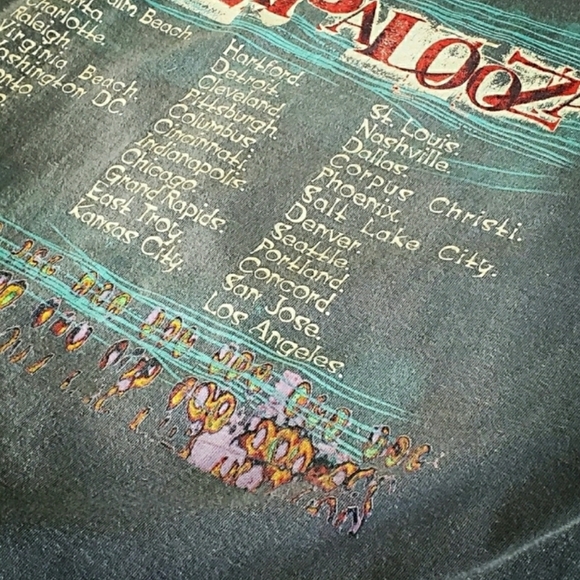 PALOOZA
Palm Beach.
Charlotte.
Raleigh.
Virginia Beach.
Washington DC.
Hartford.
Detroit.
Cleveland.
Pittsburgh.
Columbus.
Cincinnati.
Indianapolis.
Chicago.
Grand Rapids.
East Troy.
Kansas City.
St. Louis.
Nashville.
Dallas.
Corpus Christi.
Phoenix.
Salt Lake City.
Denver.
Seattle.
Portland.
Concord.
San Jose.
Los Angeles.